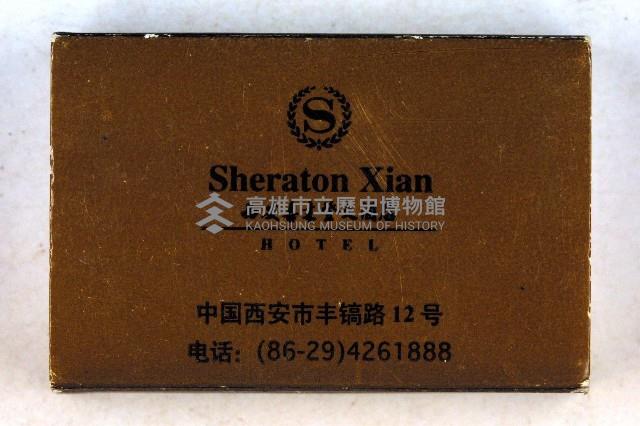 S
Sheraton Xian
高雄市立歷史博物館
KAOHSIUNG MUSEUM OF HISTORY
HOTEL
中国西安市丰镐路 12 号
电话: (86-29)4261888